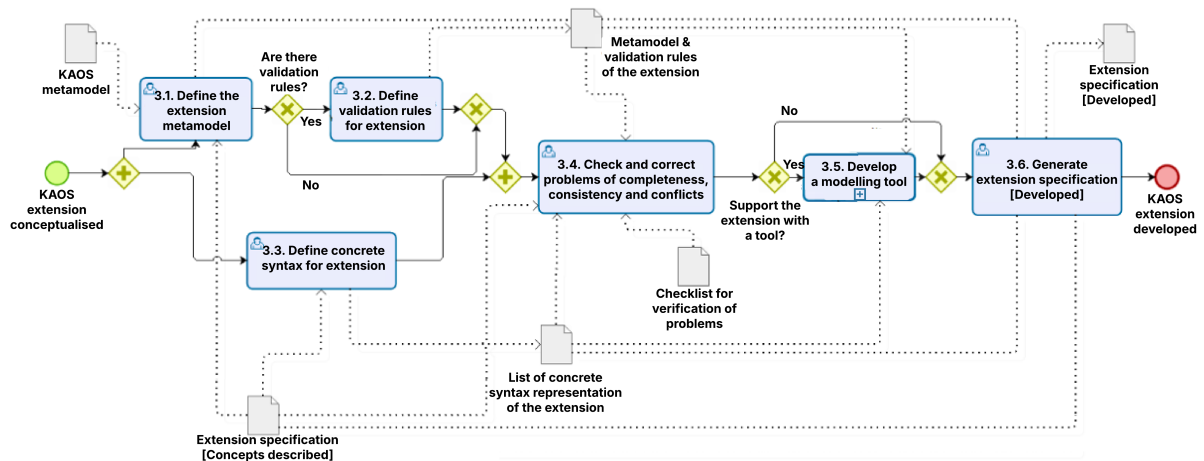 KAOS
metamodel
Are there
validation
rules?
Metamodel &
validation rules
of the extension
Extension
specification
[Developed]
3.1. Define the
extension
metamodel
Yes
3.2. Define
validation rules
for extension
No
No
KAOS
extension
conceptualised
3.4. Check and correct
problems of completeness,
consistency and conflicts
Yes
Support the
extension with
a tool?
3.5. Develop
a modelling tool
3.6. Generate
extension specification
[Developed]
KAOS
extension
developed
3.3. Define concrete
syntax for extension
Checklist for
verification of
problems
List of concrete
syntax representation
of the extension
Extension specification
[Concepts described]